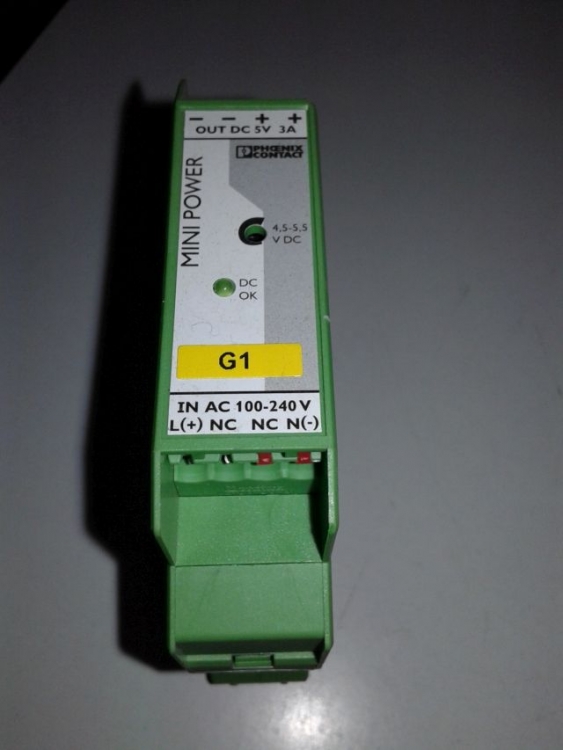 − − + +
OUT DC 5V 3A
PHŒNIX
CONTACT
MINI POWER
4,5-5,5
V DC
DC
OK
G1
IN AC 100-240 V
L(+) NC NC N(-)